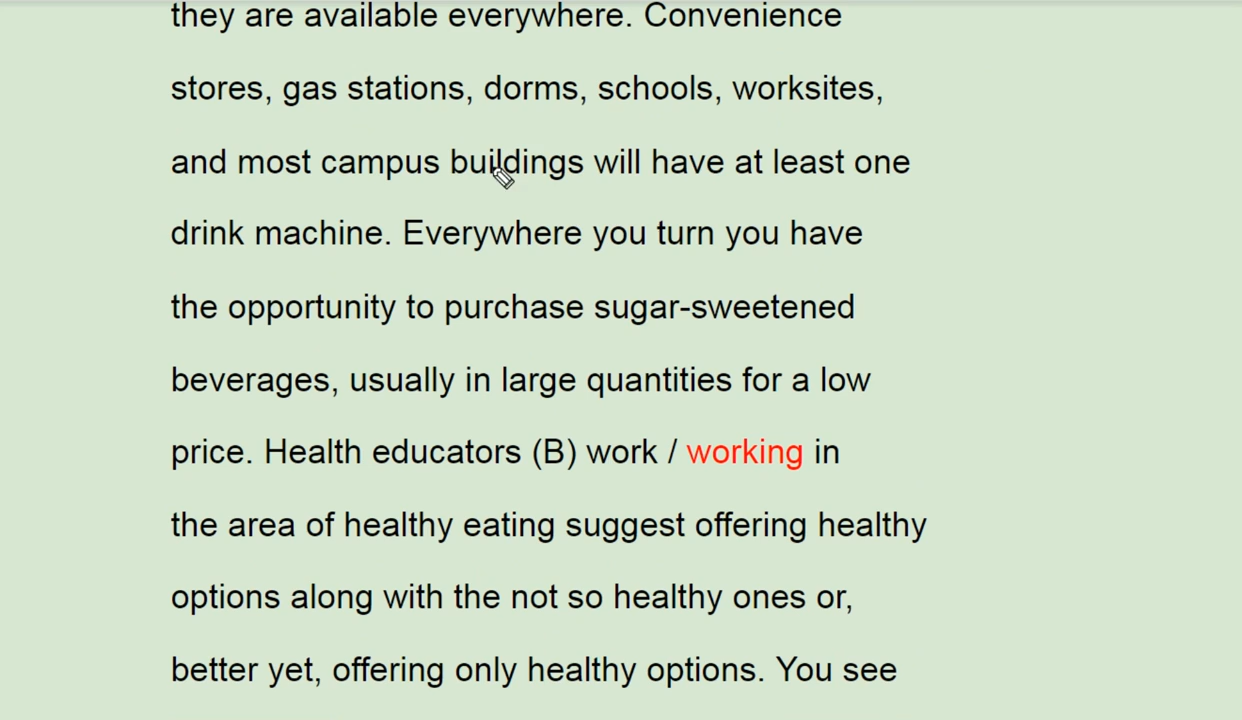 they are available everywhere. Convenience
stores, gas stations, dorms, schools, worksites,
and most campus buildings will have at least one
drink machine. Everywhere you turn you have
the opportunity to purchase sugar-sweetened
beverages, usually in large quantities for a low
price. Health educators (B) work / working in
the area of healthy eating suggest offering healthy
options along with the not so healthy ones or,
better yet, offering only healthy options. You see